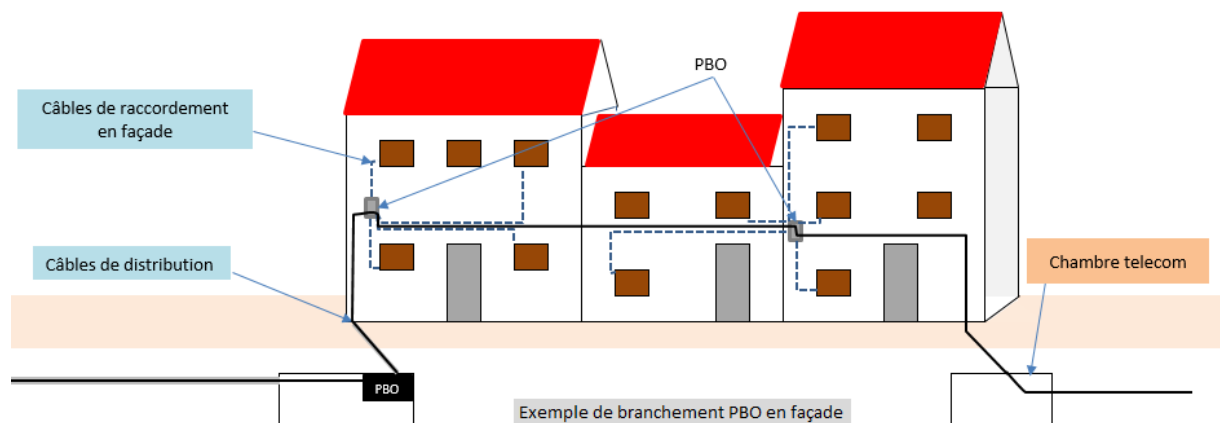 PBO
Câbles de raccordement
en façade
Câbles de distribution
Chambre telecom
PBO
Exemple de branchement PBO en façade